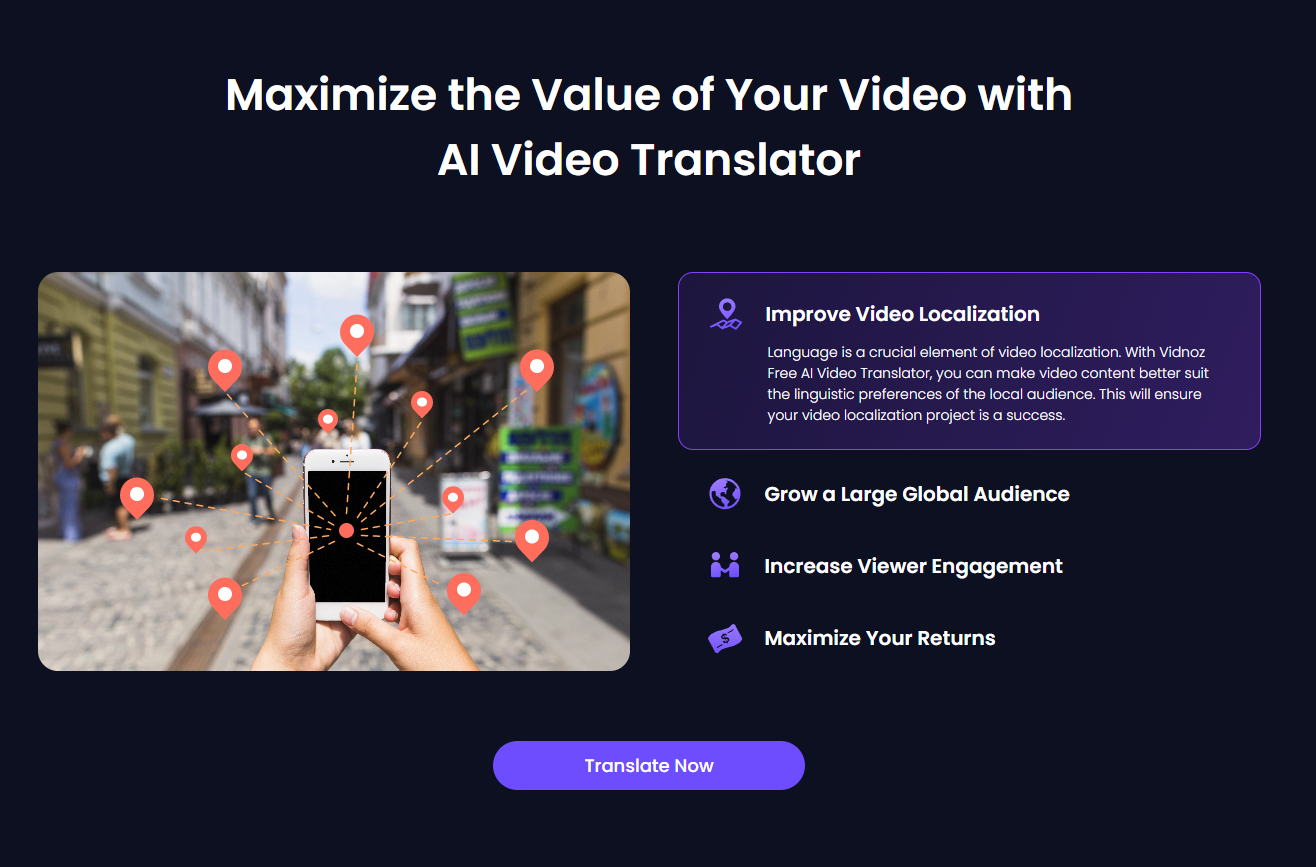 Maximize the Value of Your Video with
AI Video Translator
Improve Video Localization
Language is a crucial element of video localization. With Vidnoz
Free AI Video Translator, you can make video content better suit
the linguistic preferences of the local audience. This will ensure
your video localization project is a success.
Grow a Large Global Audience
Increase Viewer Engagement
Maximize Your Returns
Translate Now